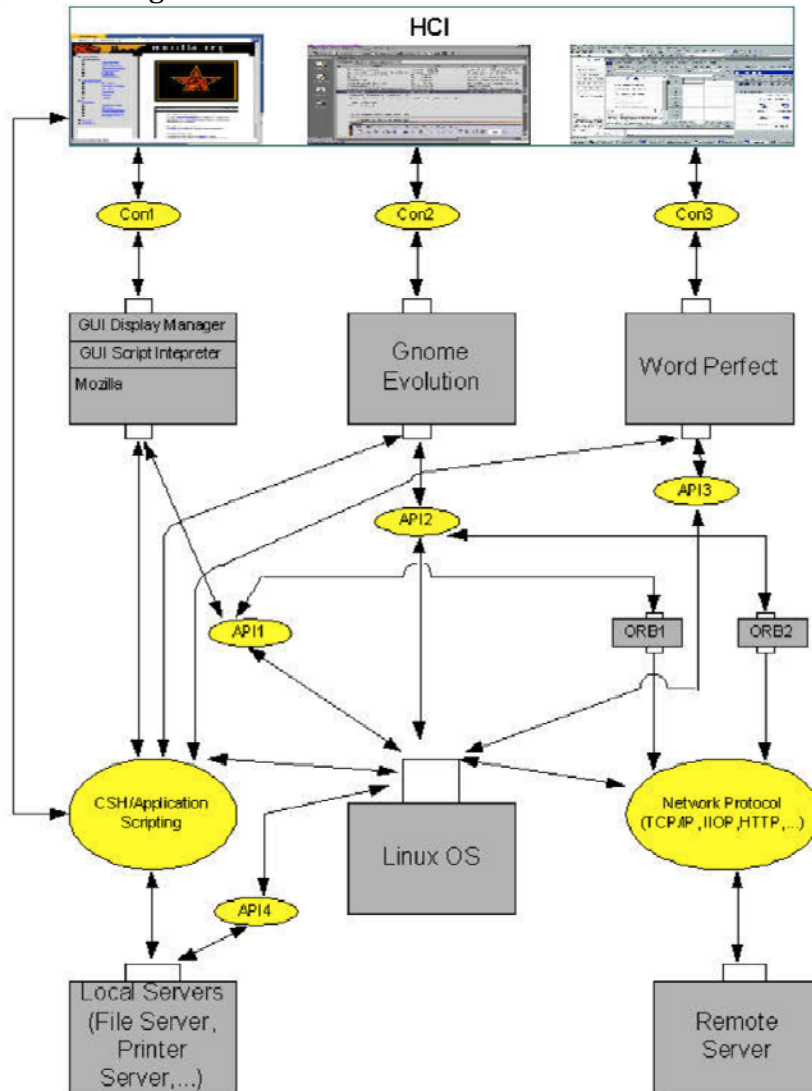 HCI
mozilla.org
Con1
Con2
Con3
GUI Display Manager
GUI Script Intepreter
Mozilla
Gnome
Evolution
Word Perfect
API3
API2
API1
ORB1
ORB2
CSH/Application
Scripting
Network Protocol
(TCP/IP,IIOP,HTTP,...)
Linux OS
API4
Local Servers
(File Server,
Printer
Server,...)
Remote
Server